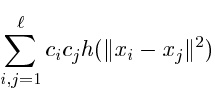 \sum_{i,j=1}^{\ell} c_i c_j h(\|x_i - x_j\|^2)